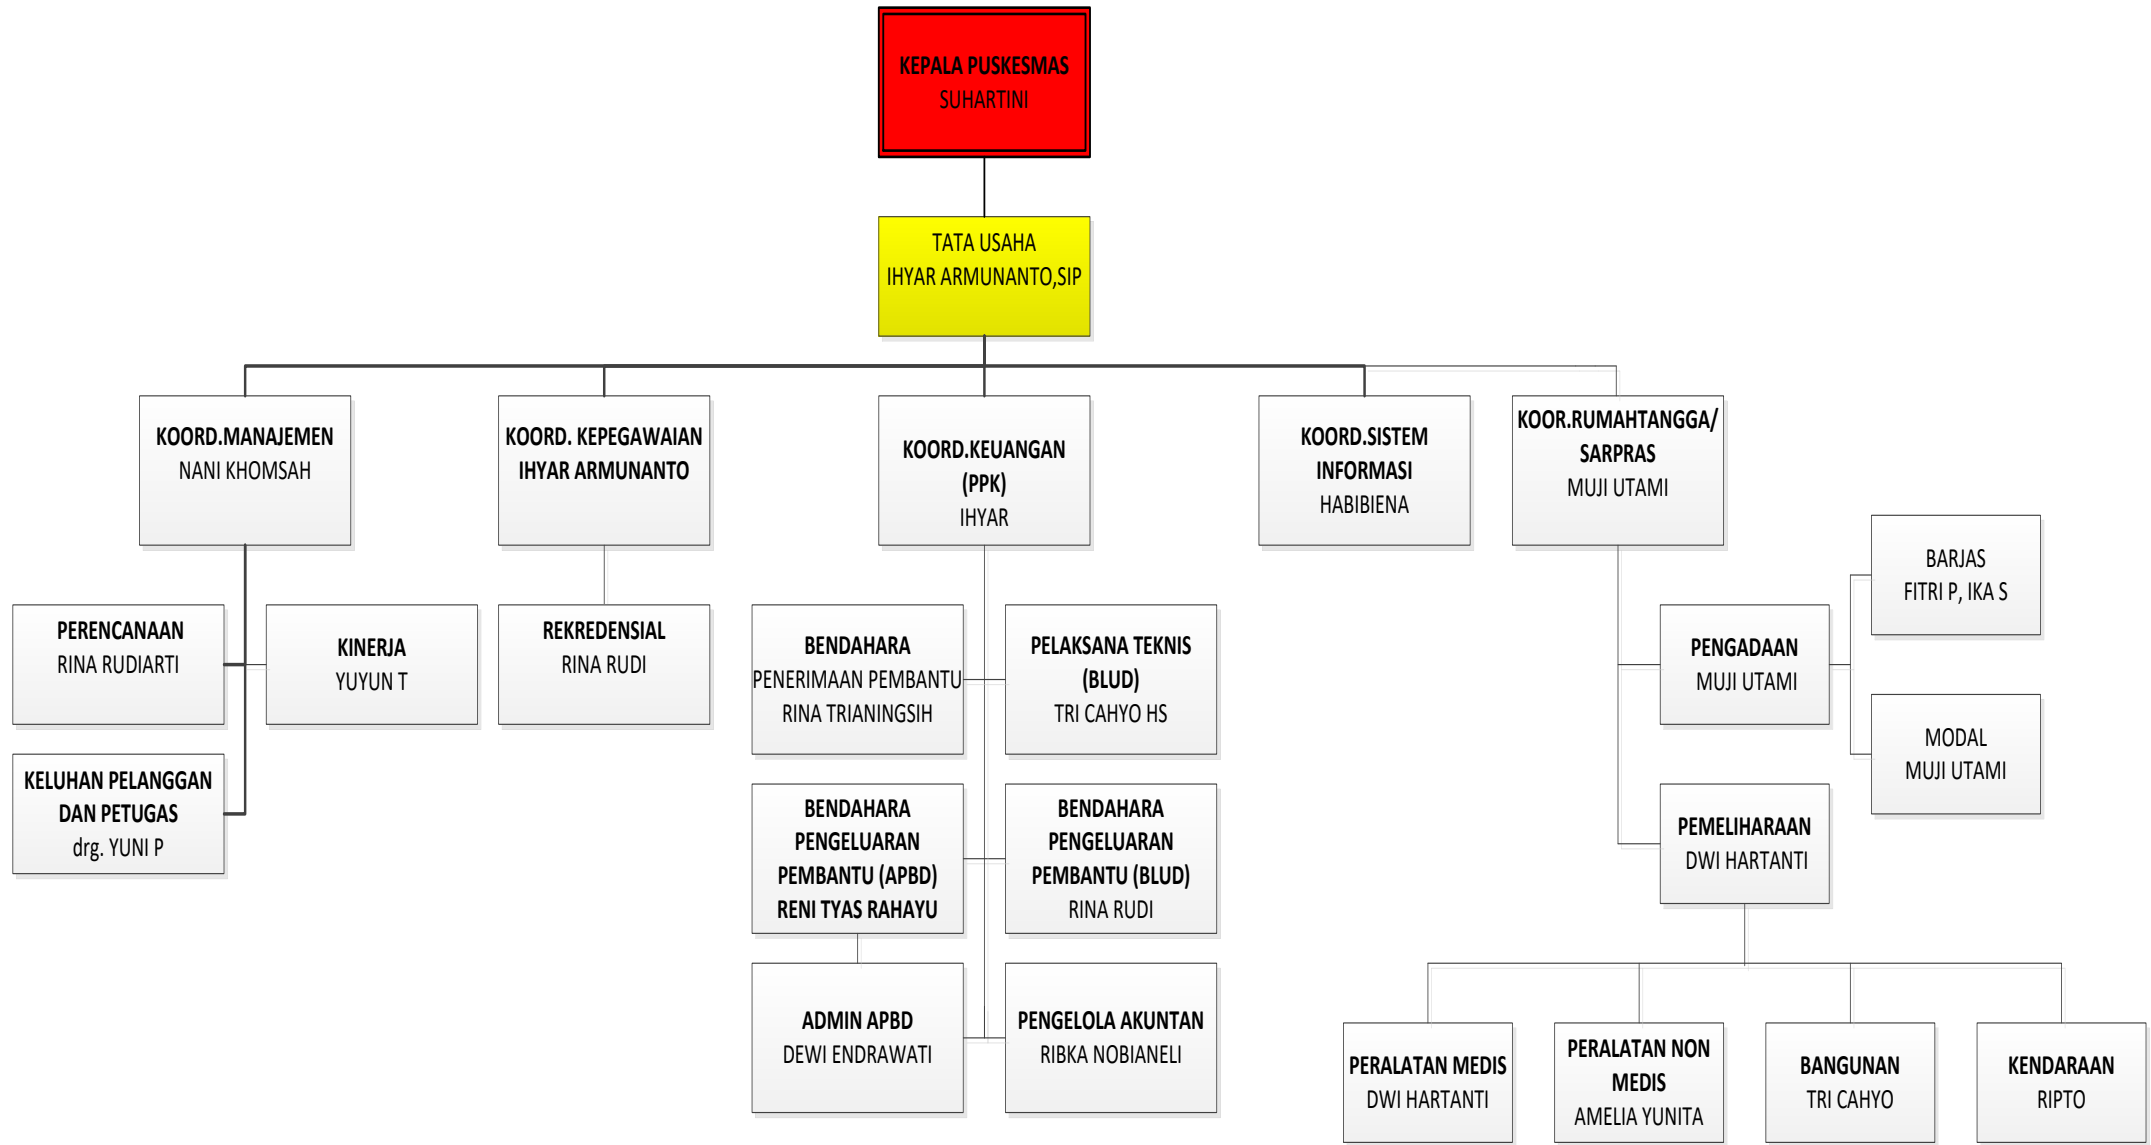 KEPALA PUSKESMAS
SUHARTINI
TATA USAHA
IHYAR ARMUNANTO,SIP
KOORD.MANAJEMEN
NANI KHOMSAH
KOORD. KEPEGAWAIAN
IHYAR ARMUNANTO
KOORD.KEUANGAN
(PPK)
IHYAR
KOORD.SISTEM
INFORMASI
HABIBIENA
KOOR.RUMAHTANGGA/
SARPRAS
MUJI UTAMI
PERENCANAAN
RINA RUDIARTI
KINERJA
YUYUN T
KELUHAN PELANGGAN
DAN PETUGAS
drg. YUNI P
REKREDENSIAL
RINA RUDI
BENDAHARA
PENERIMAAN PEMBANTU
RINA TRIANINGSIH
PELAKSANA TEKNIS
(BLUD)
TRI CAHYO HS
BENDAHARA
PENGELUARAN
PEMBANTU (APBD)
RENI TYAS RAHAYU
BENDAHARA
PENGELUARAN
PEMBANTU (BLUD)
RINA RUDI
ADMIN APBD
DEWI ENDRAWATI
PENGELOLA AKUNTAN
RIBKA NOBIANELI
PENGADAAN
MUJI UTAMI
BARJAS
FITRI P, IKA S
MODAL
MUJI UTAMI
PEMELIHARAAN
DWI HARTANTI
PERALATAN MEDIS
DWI HARTANTI
PERALATAN NON
MEDIS
AMELIA YUNITA
BANGUNAN
TRI CAHYO
KENDARAAN
RIPTO